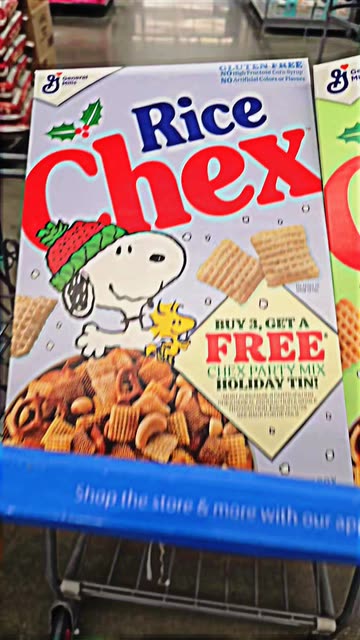 General
Mills
GLUTEN FREE
NO High Fructose Corn Syrup
NO Artificial Colors or Flavors
Rice
Chex
BUY 3, GET A
FREE*
CHEX PARTY MIX
HOLIDAY TIN!
Shop the store & more with our app